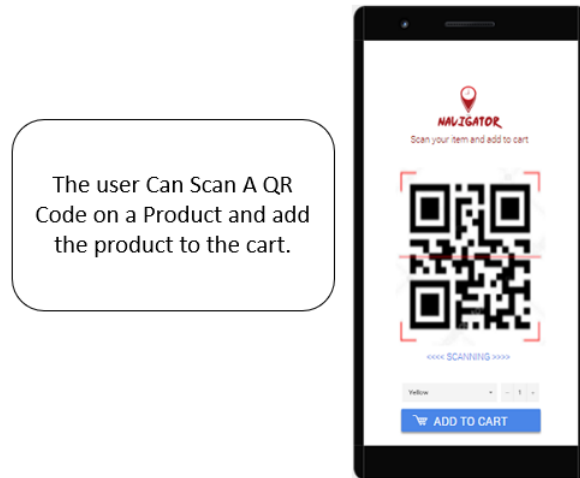 The user Can Scan A QR
Code on a Product and add
the product to the cart.
NAVIGATOR
Scan your item and add to cart
<<<< SCANNING >>>>
Yellow - 1 +
ADD TO CART